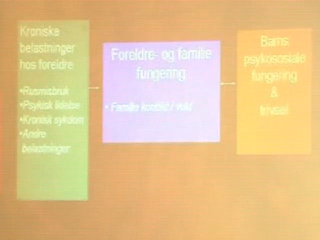 Kroniske
belastninger
hos foreldre
•Rusmisbruk
•Psykisk lidelse
•Kronisk sykdom
•Andre
belastninger
Foreldre- og familie
fungering
• Familie konflikt / vold
Barns
psykososiale
fungering
&
trivsel